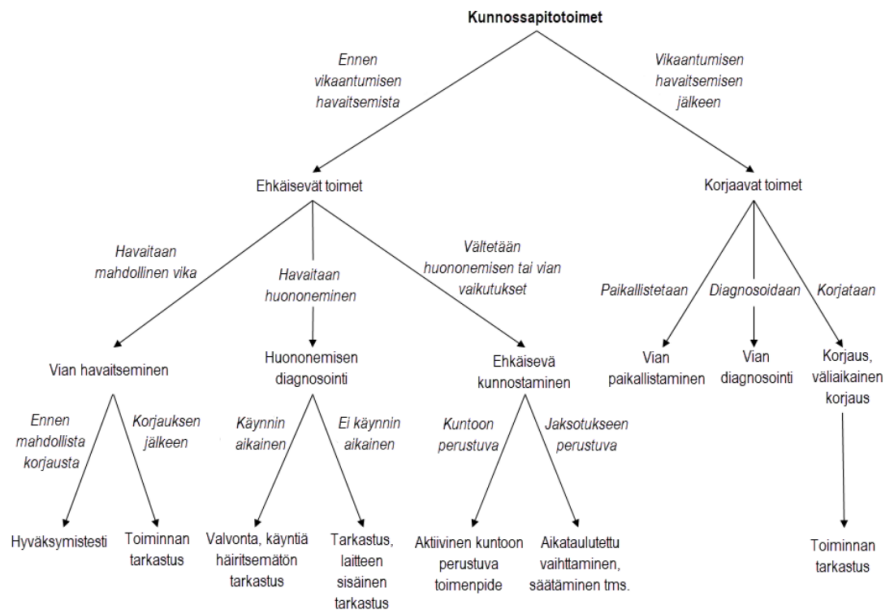 Kunnossapitotoimet
Ennen
vikaantumisen
havaitsemista
Vikaantumisen
havaitsemisen
jälkeen
Ehkäisevät toimet
Korjaavat toimet
Havaitaan
mahdollinen vika
Havaitaan
huononeminen
Vältetään
huononemisen tai vian
vaikutukset
Paikallistetaan
Diagnosoidaan
Korjataan
Vian havaitseminen
Huononemisen
diagnosointi
Ehkäisevä
kunnostaminen
Vian
paikallistaminen
Vian
diagnosointi
Korjaus,
väliaikainen
korjaus
Ennen
mahdollista
korjausta
Korjauksen
jälkeen
Käynnin
aikainen
Ei käynnin
aikainen
Kuntoon
perustuva
Jaksotukseen
perustuva
Hyväksymistesti
Toiminnan
tarkastus
Valvonta, käyntiä
häiritsemätön
tarkastus
Tarkastus,
laitteen
sisäinen
tarkastus
Aktiivinen kuntoon
perustuva
toimenpide
Aikataulutettu
vaihttaminen,
säätäminen tms.
Toiminnan
tarkastus